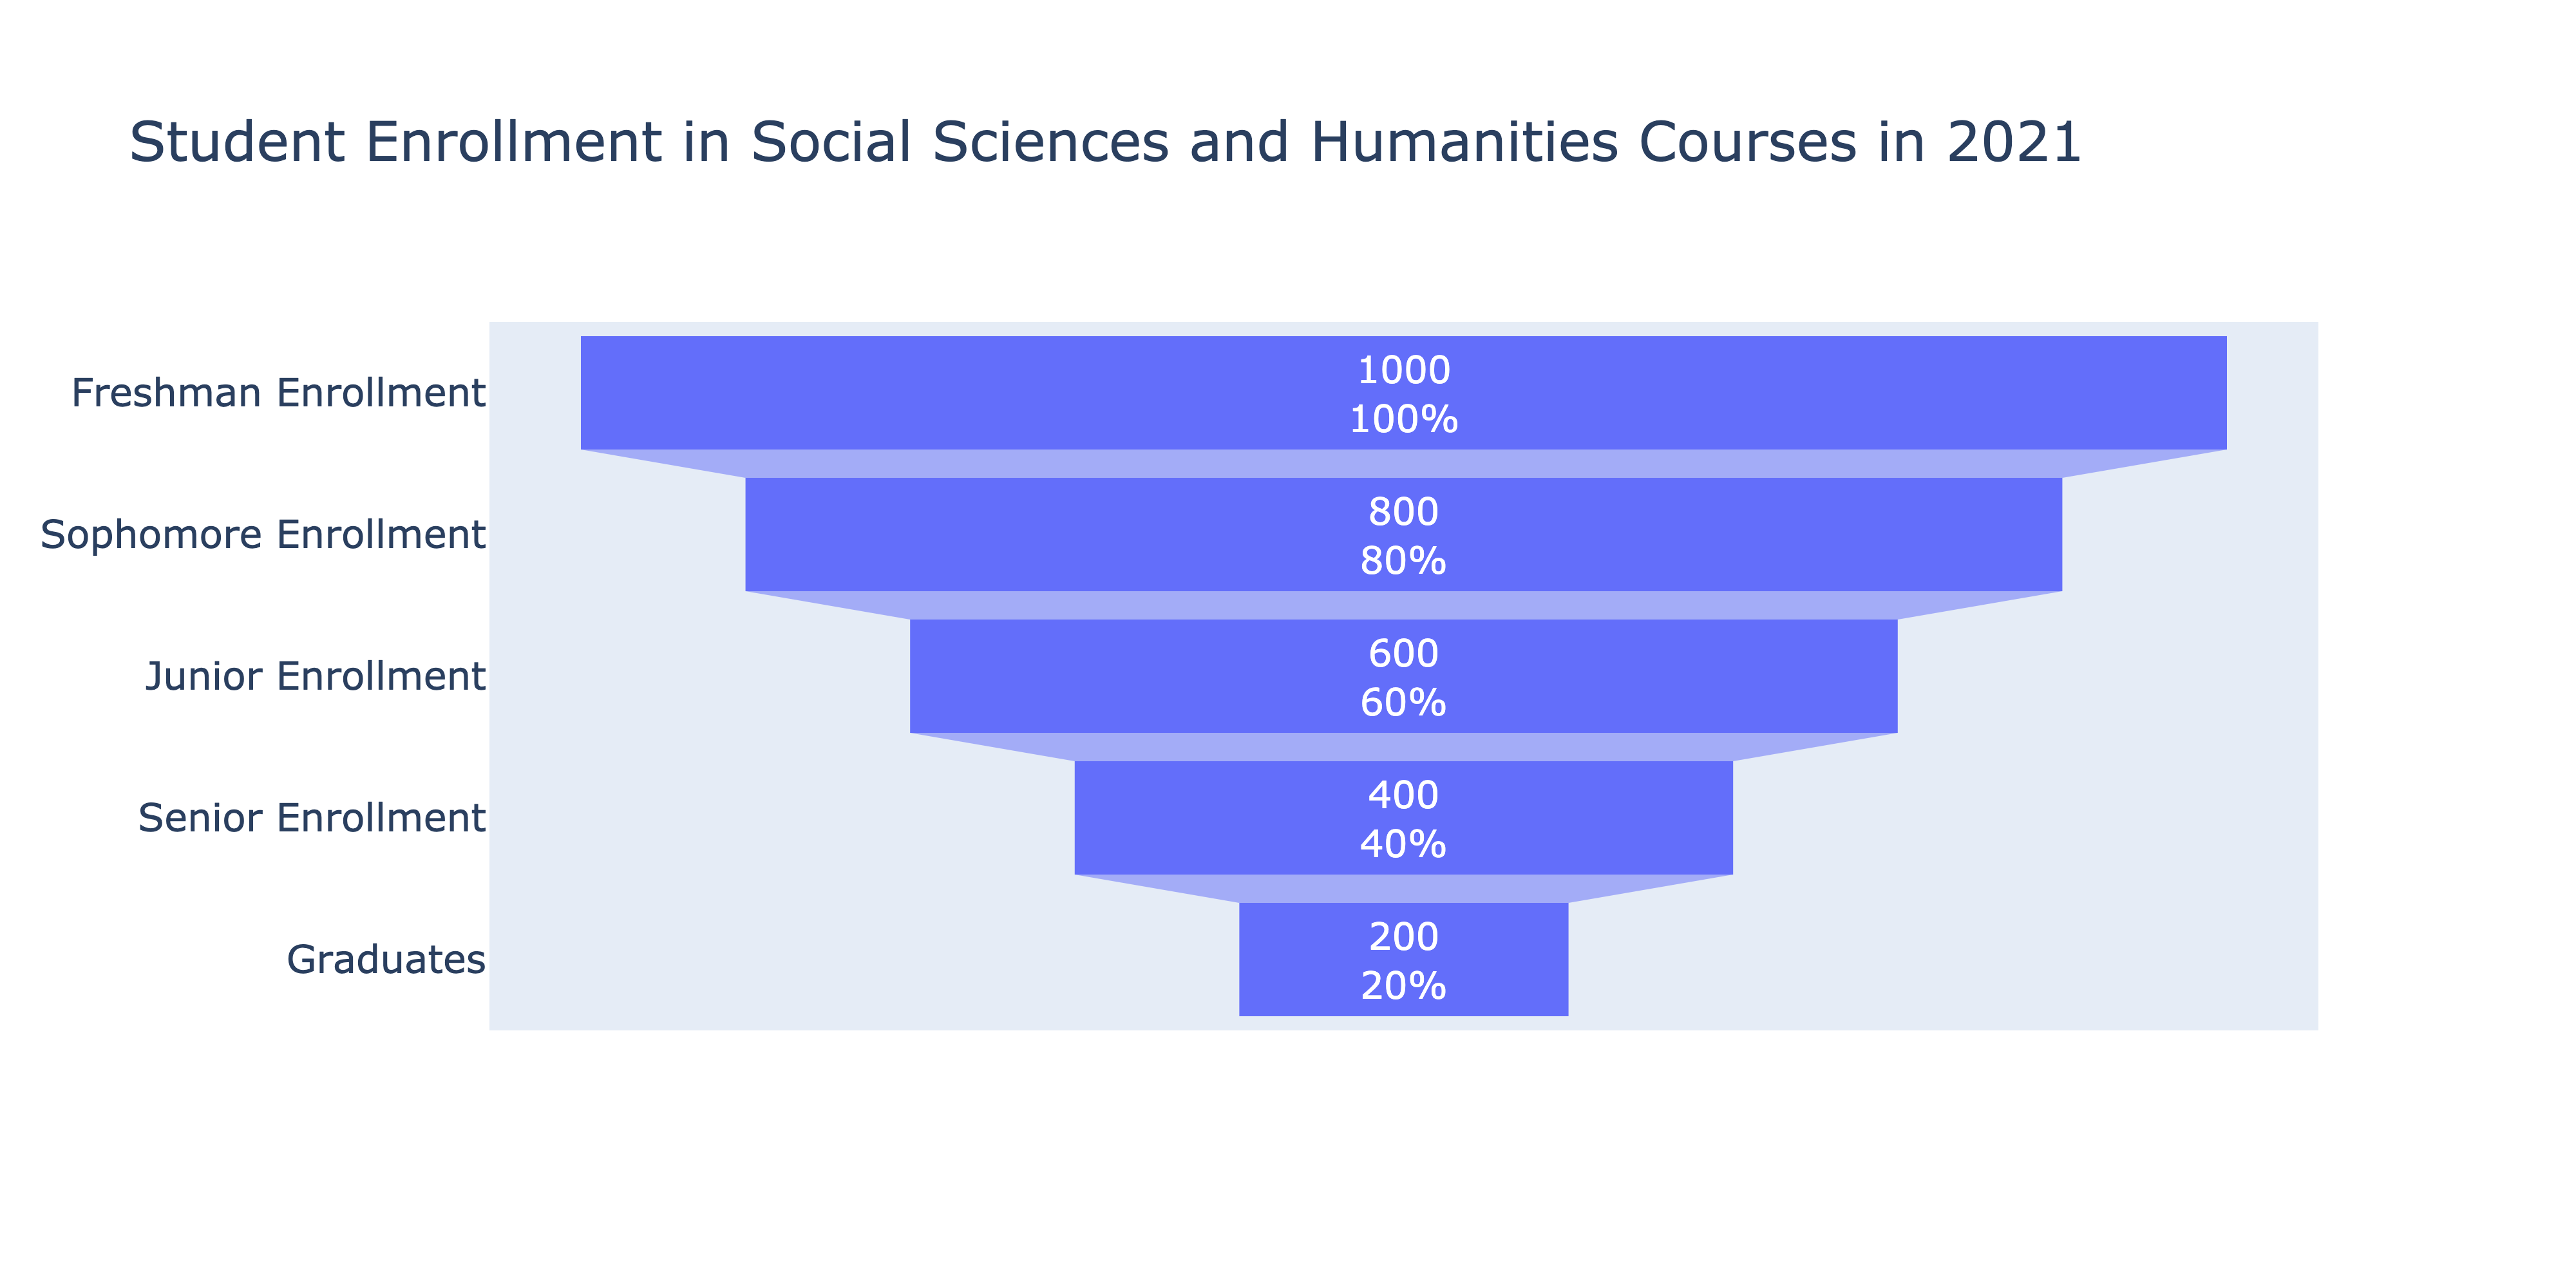 Student Enrollment in Social Sciences and Humanities Courses in 2021
Freshman Enrollment
1000
100%
Sophomore Enrollment
800
80%
Junior Enrollment
600
60%
Senior Enrollment
400
40%
Graduates
200
20%